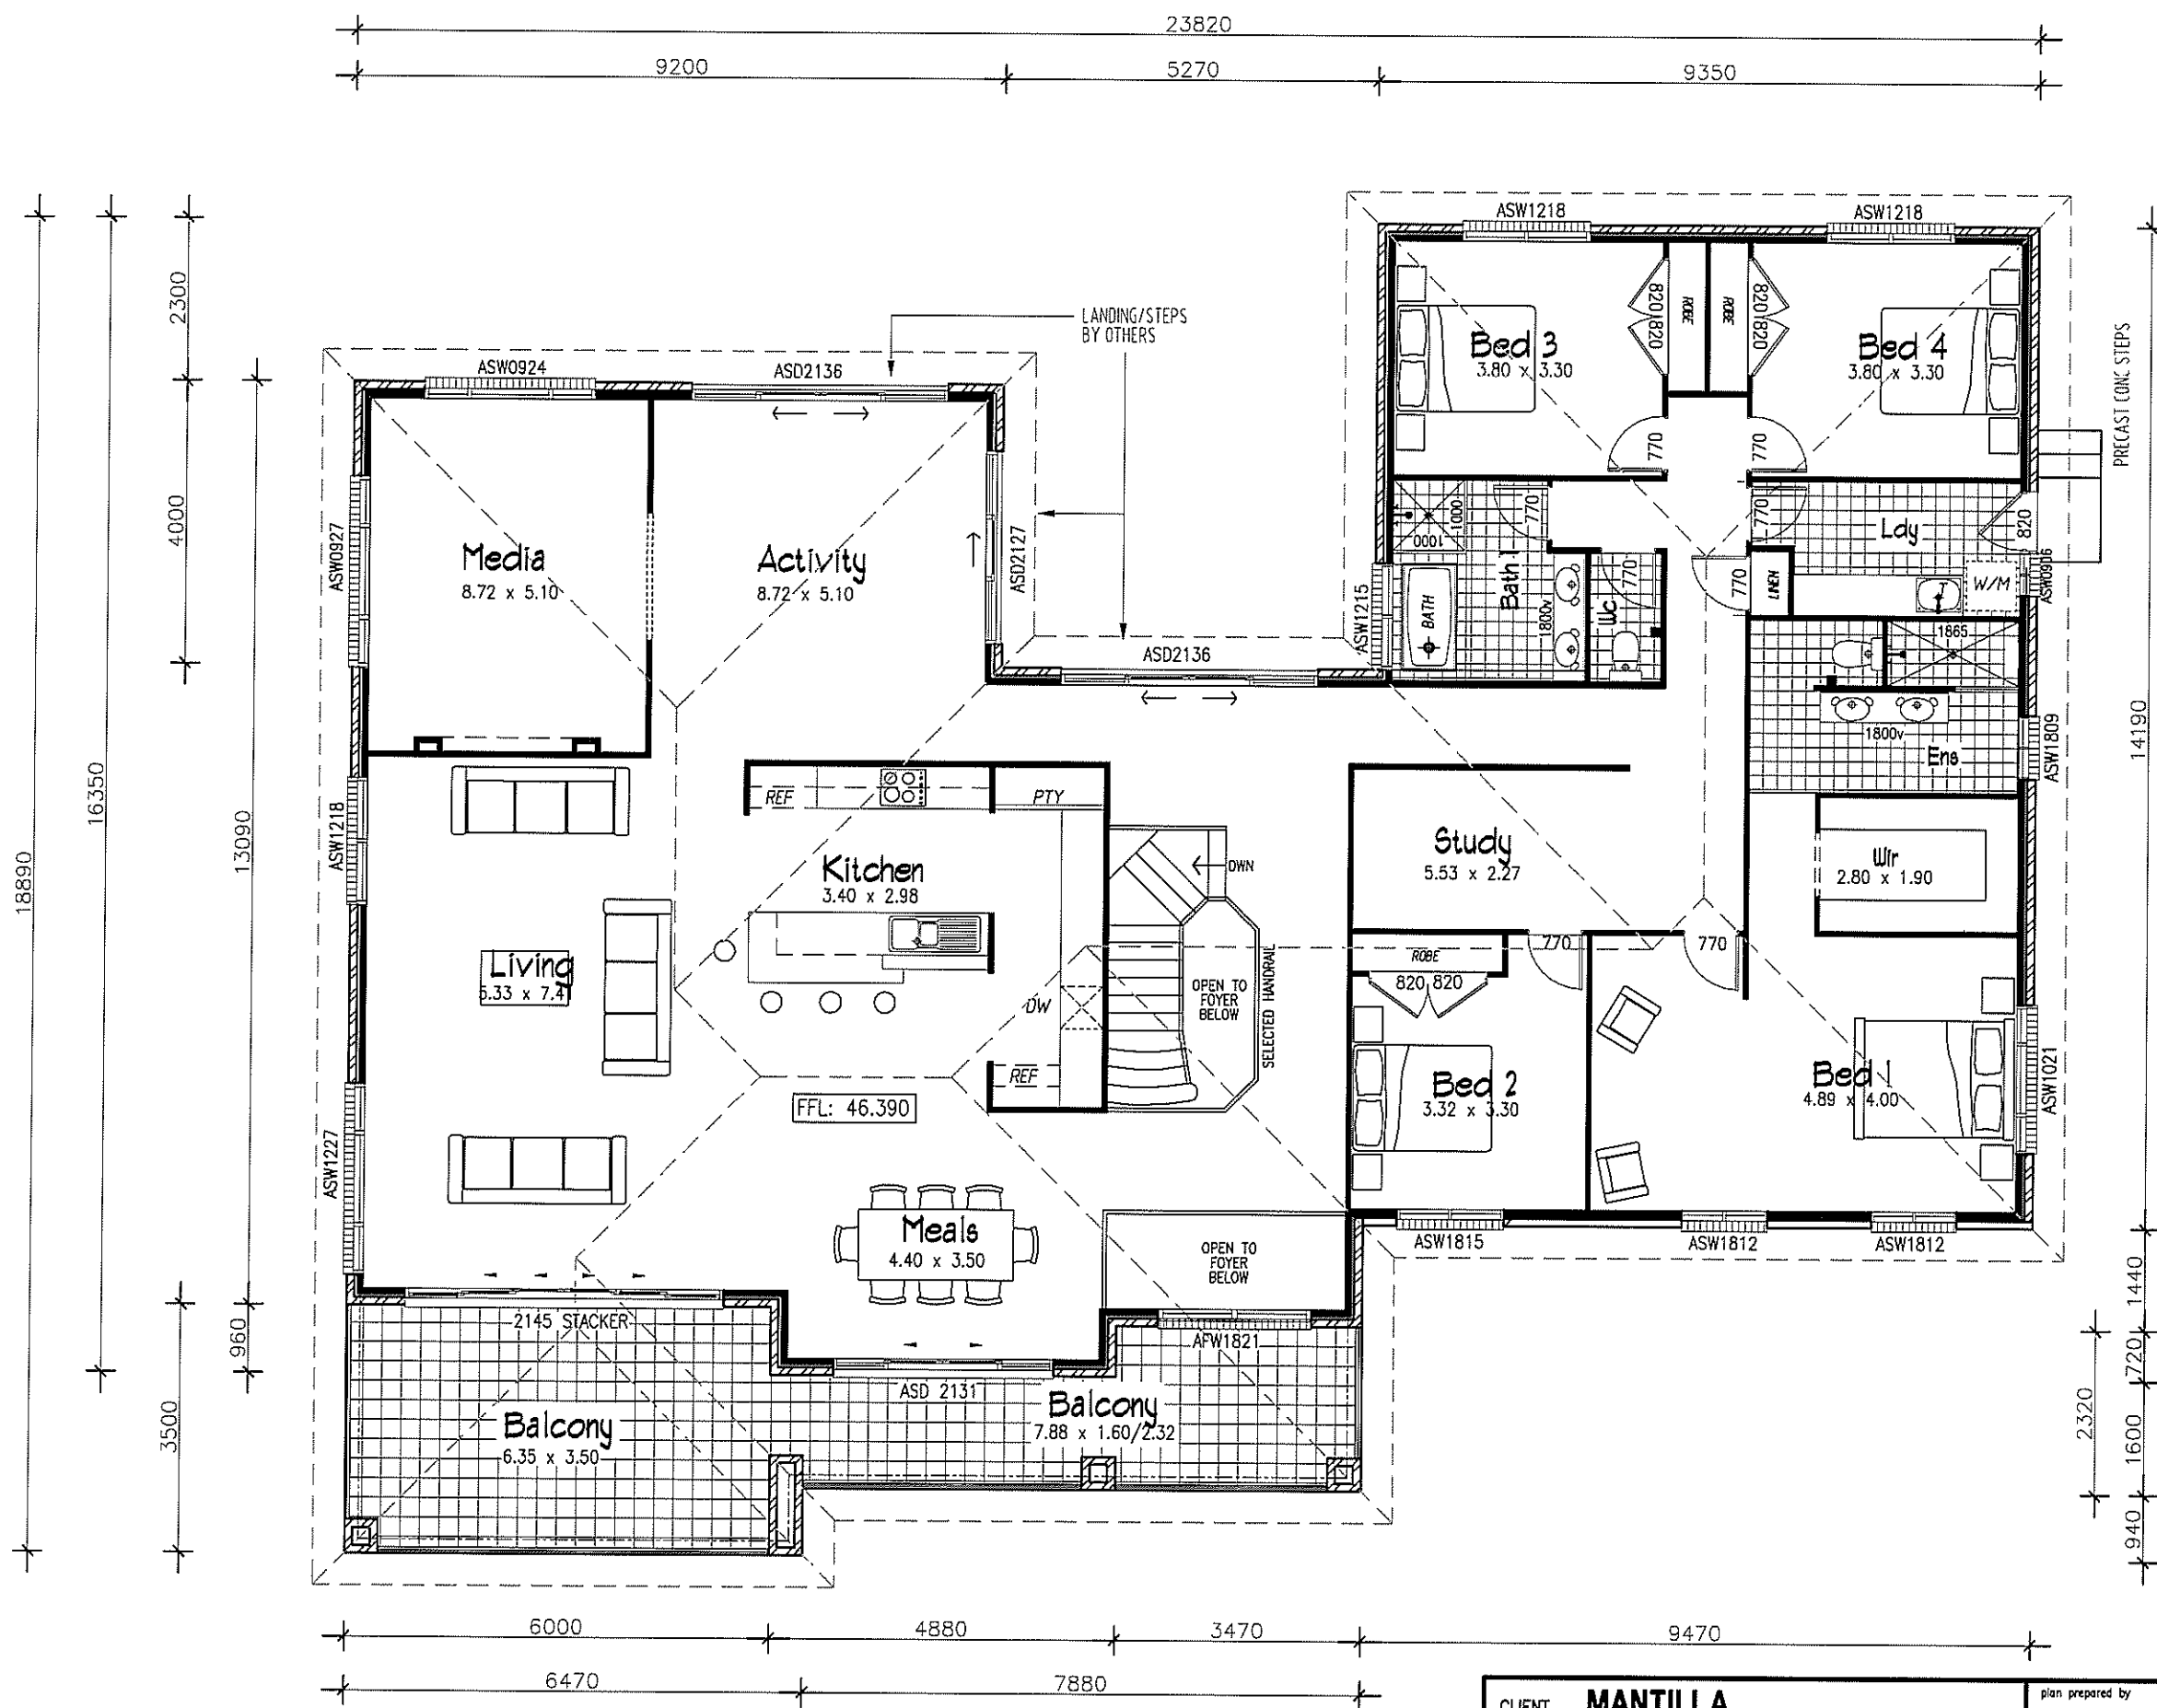 23820
9200
5270
9350
ASW1218
ASW1218
2300
820 820
ROBE
ROBE
820 820
LANDING/STEPS
BY OTHERS
Bed 3
3.80 x 3.30
Bed 4
3.80 x 3.30
PRECAST CONC STEPS
ASW0924
ASD2136
770
770
18890
16350
4000
13090
ASW0927
Media
8.72 x 5.10
Activity
8.72 x 5.10
ASD2127
1000
1000
770
770
Ldy
820
BATH
Bath 1
1800v
770
Wc
770
LINEN
W/M
ASW0906
ASW1215
ASD2136
1865
1800v
Ens
ASW1809
14190
ASW1218
REF
PTY
Kitchen
3.40 x 2.98
DWN
Study
5.53 x 2.27
Wir
2.80 x 1.90
Living
5.33 x 7.41
DW
OPEN TO
FOYER
BELOW
SELECTED HANDRAIL
ROBE
820 820
770
770
REF
FFL: 46.390
Bed 2
3.32 x 3.30
Bed 1
4.89 x 4.00
ASW1021
ASW1227
Meals
4.40 x 3.50
OPEN TO
FOYER
BELOW
ASW1815
ASW1812
ASW1812
1440
960
2145 STACKER
AFW1821
720
ASD 2131
3500
Balcony
6.35 x 3.50
Balcony
7.88 x 1.60/2.32
2320
1600
940
6000
4880
3470
9470
6470
7880
CLIENT MANTILLA
plan prepared by